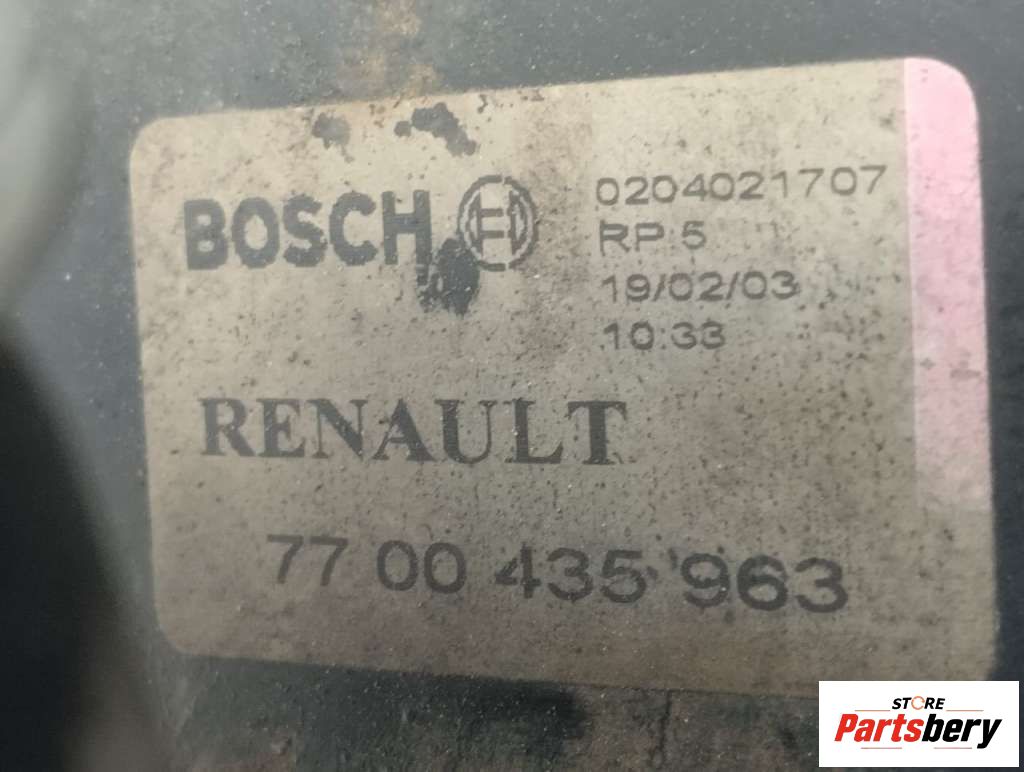 BOSCH
0204021707
RP 5
19/02/03
10:33
RENAULT
77 00 435 963
STORE
Partsbery